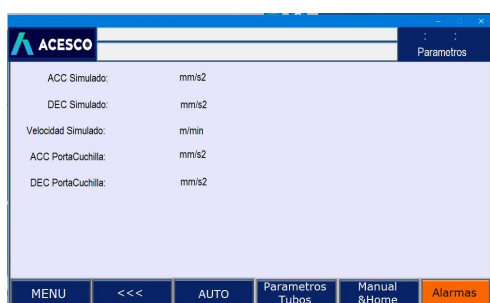 ACESCO
: :
Parametros
ACC Simulado: mm/s2
DEC Simulado: mm/s2
Velocidad Simulado: m/min
ACC PortaCuchilla: mm/s2
DEC PortaCuchilla: mm/s2
MENU
<<<
AUTO
Parametros
Tubos
Manual
&Home
Alarmas